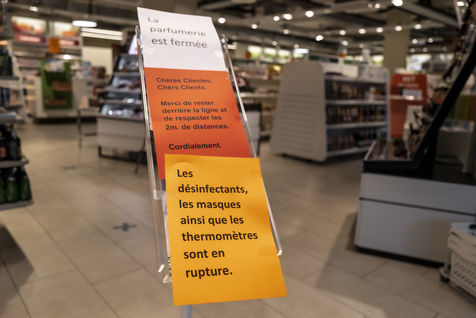 La
parfumerie
est fermée
Chères Clientes,
Chers Clients,
Merci de rester
derrière la ligne et
de respecter les
2m. de distances.
Cordialement.
Les
désinfectants,
les masques
ainsi que les
thermomètres
sont en
rupture.